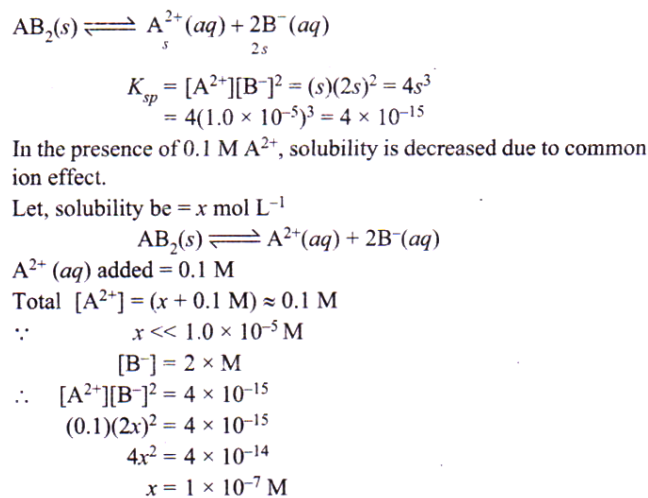 AB₂(s) ⇌ A²⁺(aq) + 2B⁻(aq)
s 2s
Kₛₚ = [A²⁺][B⁻]² = (s)(2s)² = 4s³
= 4(1.0 × 10⁻⁵)³ = 4 × 10⁻¹⁵
In the presence of 0.1 M A²⁺, solubility is decreased due to common
ion effect.
Let, solubility be = x mol L⁻¹
AB₂(s) ⇌ A²⁺(aq) + 2B⁻(aq)
A²⁺ (aq) added = 0.1 M
Total [A²⁺] = (x + 0.1 M) ≈ 0.1 M
∵ x << 1.0 × 10⁻⁵ M
[B⁻] = 2 × M
∴ [A²⁺][B⁻]² = 4 × 10⁻¹⁵
(0.1)(2x)² = 4 × 10⁻¹⁵
4x² = 4 × 10⁻¹⁴
x = 1 × 10⁻⁷ M